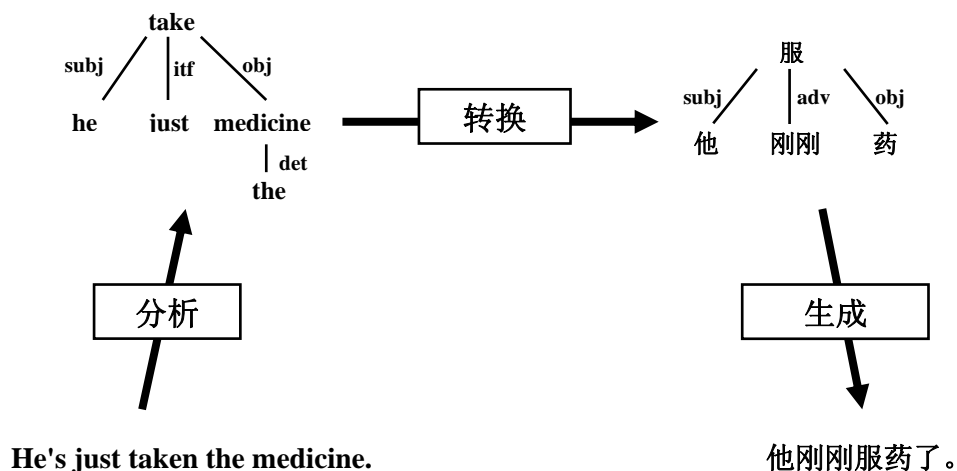 take
subj itf obj
he just medicine
det
the
转换
服
subj adv obj
他 刚刚 药
分析
生成
He's just taken the medicine.
他刚刚服药了。